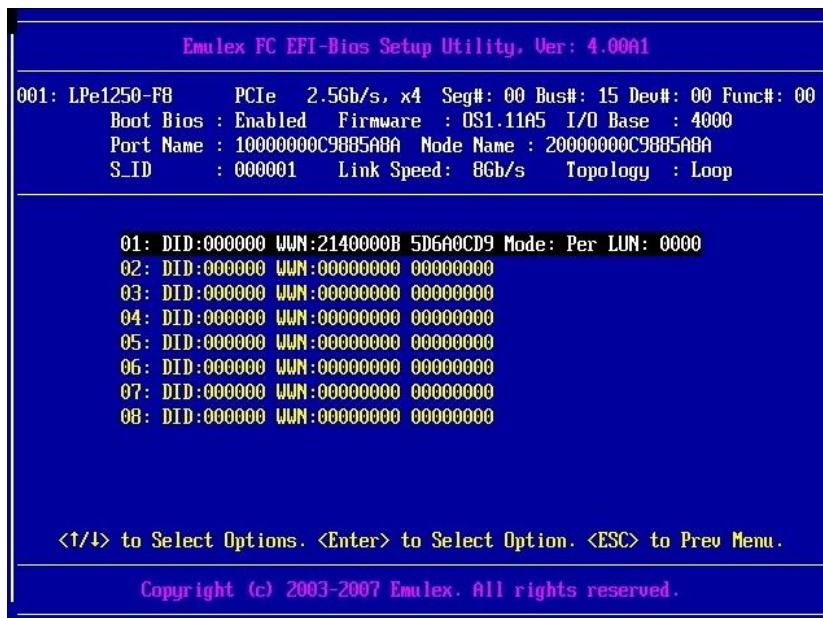 Emulex FC EFI-Bios Setup Utility, Ver: 4.00A1
001: LPe1250-F8 PCIe 2.5Gb/s, x4 Seg#: 00 Bus#: 15 Dev#: 00 Func#: 00
Boot Bios : Enabled Firmware : OS1.11A5 I/O Base : 4000
Port Name : 10000000C9885A8A Node Name : 20000000C9885A8A
S_ID : 000001 Link Speed: 8Gb/s Topology : Loop
01: DID:000000 WWN:2140000B 5D6A0CD9 Mode: Per LUN: 0000
02: DID:000000 WWN:00000000 00000000
03: DID:000000 WWN:00000000 00000000
04: DID:000000 WWN:00000000 00000000
05: DID:000000 WWN:00000000 00000000
06: DID:000000 WWN:00000000 00000000
07: DID:000000 WWN:00000000 00000000
08: DID:000000 WWN:00000000 00000000
<↑/↓> to Select Options. <Enter> to Select Option. <ESC> to Prev Menu.
Copyright (c) 2003-2007 Emulex. All rights reserved.